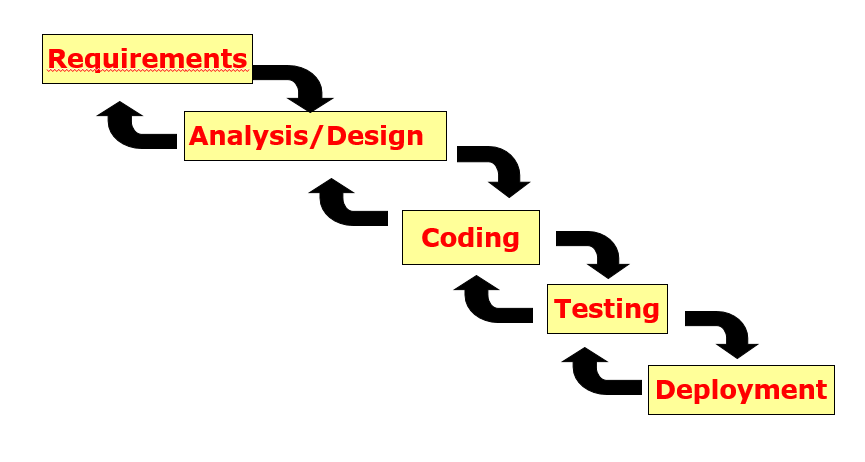 Requirements
Analysis/Design
Coding
Testing
Deployment